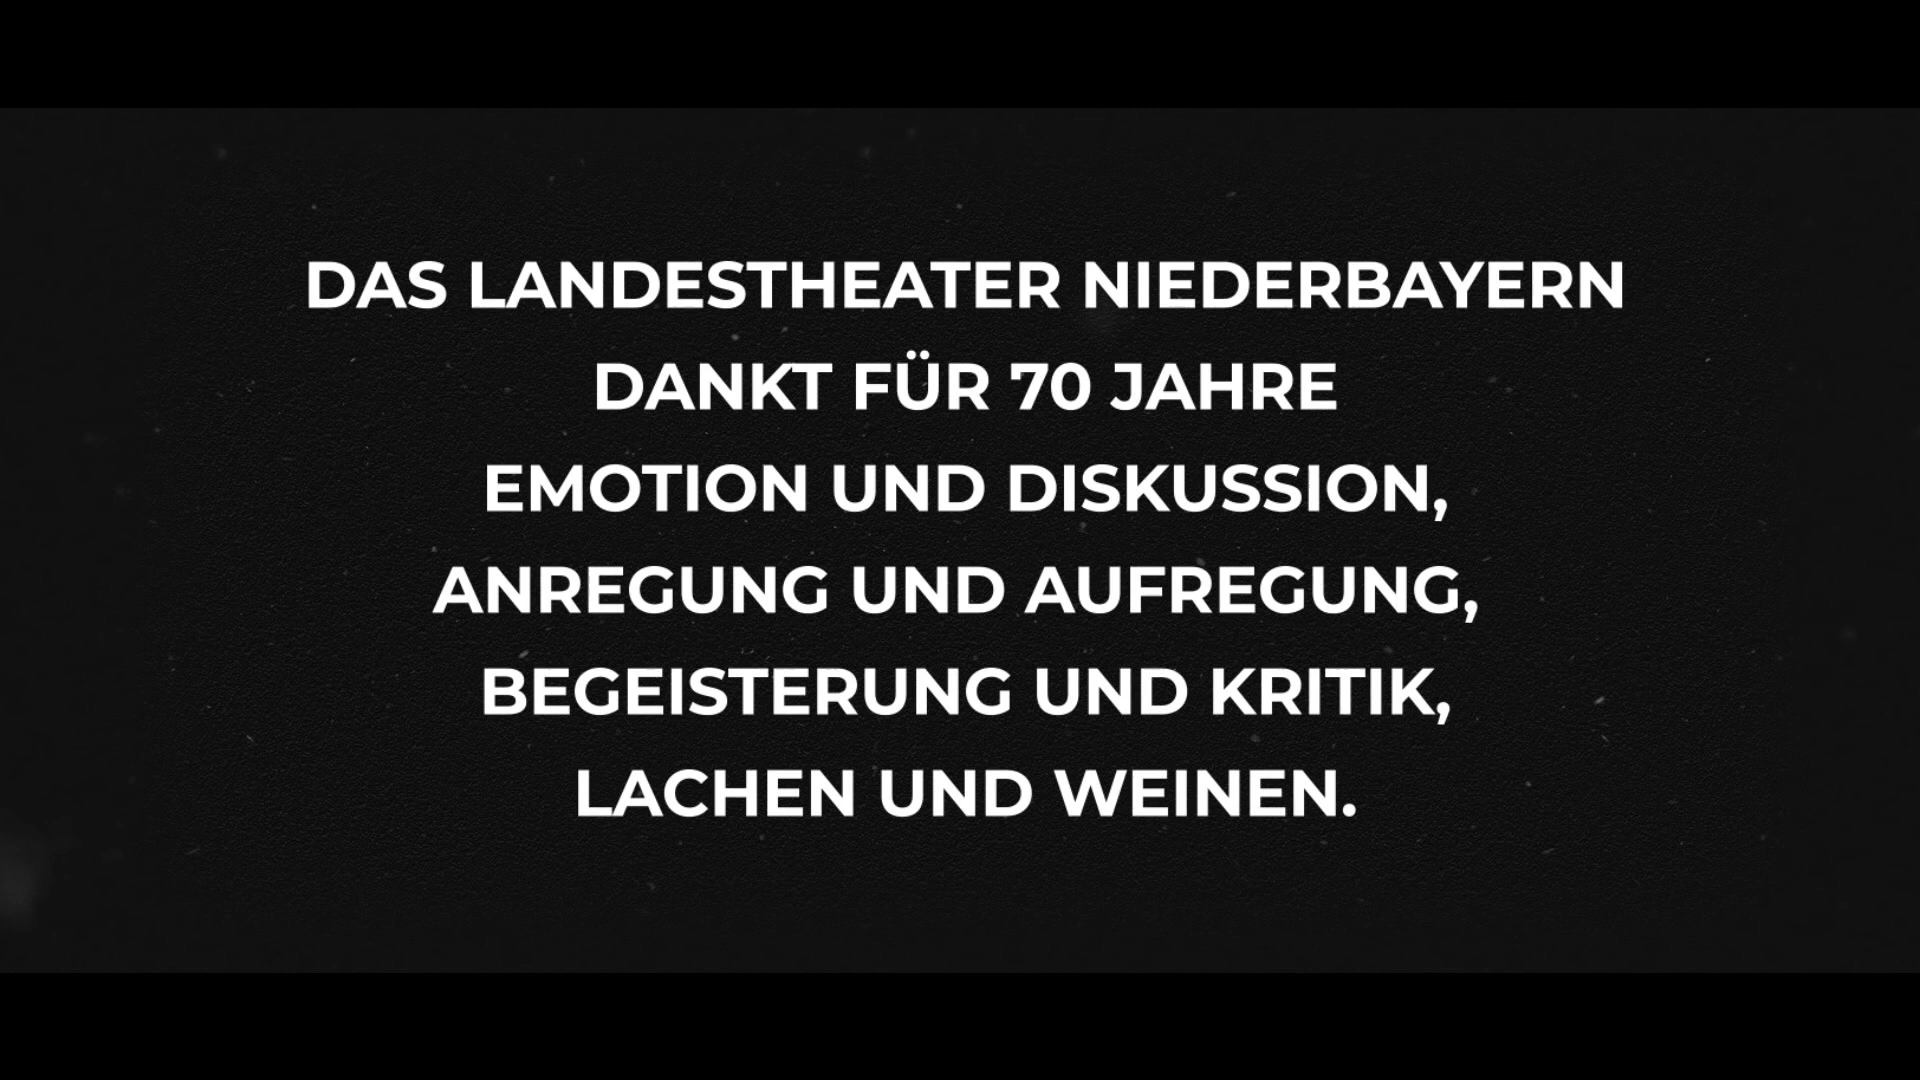 DAS LANDESTHEATER NIEDERBAYERN
DANKT FÜR 70 JAHRE
EMOTION UND DISKUSSION,
ANREGUNG UND AUFREGUNG,
BEGEISTERUNG UND KRITIK,
LACHEN UND WEINEN.